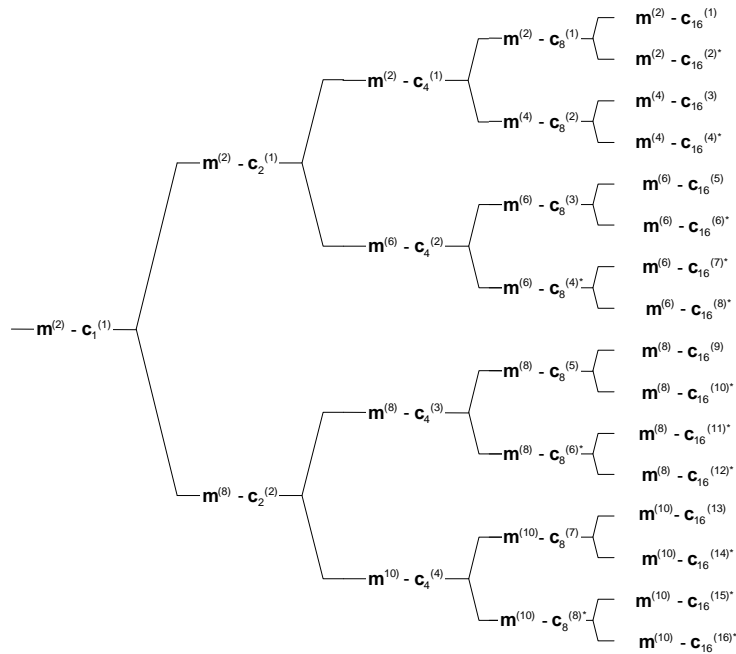 m(2) - c16(1)
m(2) - c8(1)
m(2) - c16(2)*
m(2) - c4(1)
m(4) - c16(3)
m(4) - c8(2)
m(4) - c16(4)*
m(2) - c2(1)
m(6) - c16(5)
m(6) - c8(3)
m(6) - c16(6)*
m(6) - c4(2)
m(6) - c16(7)*
m(6) - c8(4)*
m(6) - c16(8)*
m(2) - c1(1)
m(8) - c16(9)
m(8) - c8(5)
m(8) - c16(10)*
m(8) - c4(3)
m(8) - c16(11)*
m(8) - c8(6)*
m(8) - c16(12)*
m(8) - c2(2)
m(10) - c16(13)
m(10) - c8(7)
m(10) - c16(14)*
m10) - c4(4)
m(10) - c16(15)*
m(10) - c8(8)*
m(10) - c16(16)*